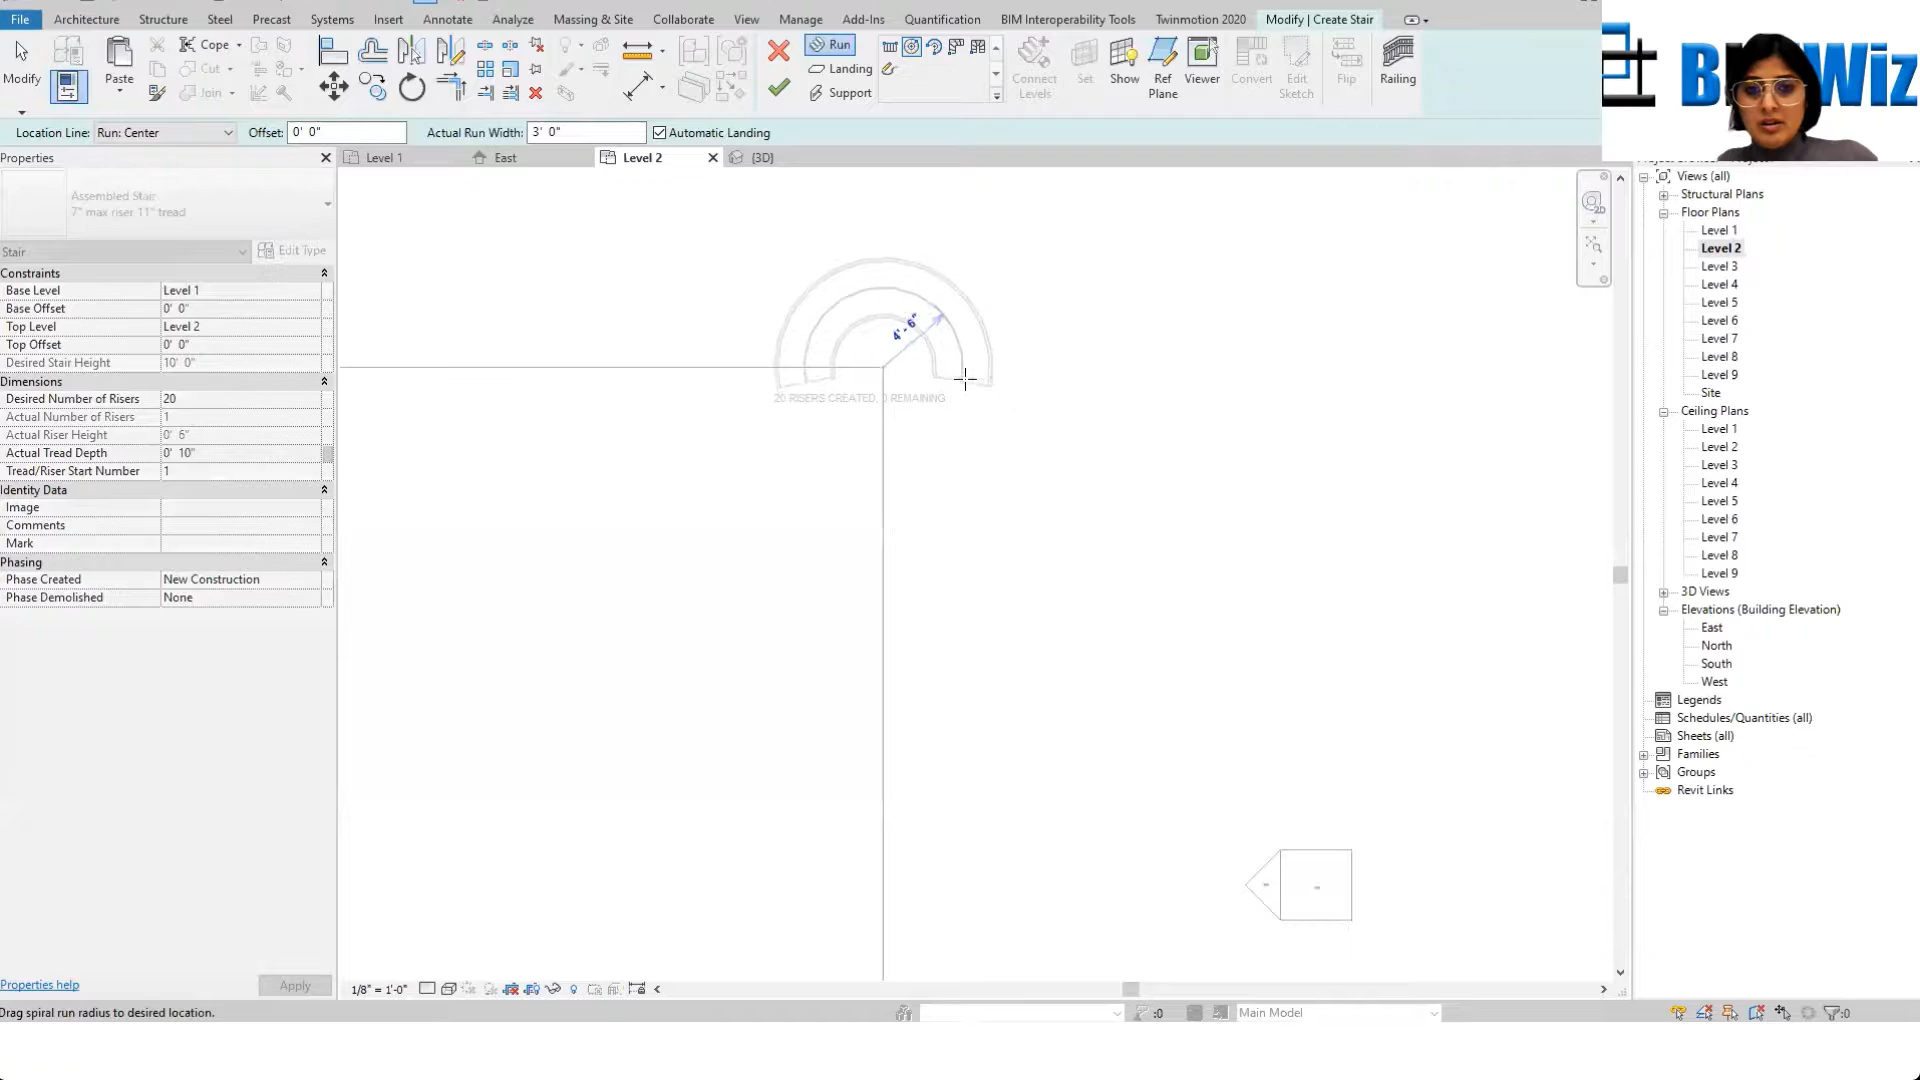 File Architecture Structure Steel Precast Systems Insert Annotate Analyze Massing & Site Collaborate View Manage Add-Ins Quantification BIM Interoperability Tools Twinmotion 2020 Modify | Create Stair
Modify Paste Cope Cut Join Run Landing Support Connect Levels Set Show Ref Plane Viewer Convert Edit Sketch Flip Railing
Location Line: Run: Center Offset: 0' 0" Actual Run Width: 3' 0" Automatic Landing
Properties
Level 1 East Level 2 {3D}
Assembled Stair
7" max riser 11" tread
Stair Edit Type
Constraints
Base Level Level 1
Base Offset 0' 0"
Top Level Level 2
Top Offset 0' 0"
Desired Stair Height 10' 0"
Dimensions
Desired Number of Risers 20
Actual Number of Risers 1
Actual Riser Height 0' 6"
Actual Tread Depth 0' 10"
Tread/Riser Start Number 1
Identity Data
Image
Comments
Mark
Phasing
Phase Created New Construction
Phase Demolished None
Properties help Apply
4' - 6"
20 RISERS CREATED, 0 REMAINING
2D
Views (all)
Structural Plans
Floor Plans
Level 1
Level 2
Level 3
Level 4
Level 5
Level 6
Level 7
Level 8
Level 9
Site
Ceiling Plans
Level 1
Level 2
Level 3
Level 4
Level 5
Level 6
Level 7
Level 8
Level 9
3D Views
Elevations (Building Elevation)
East
North
South
West
Legends
Schedules/Quantities (all)
Sheets (all)
Families
Groups
Revit Links
1/8" = 1'-0"
Drag spiral run radius to desired location. :0 Main Model :0